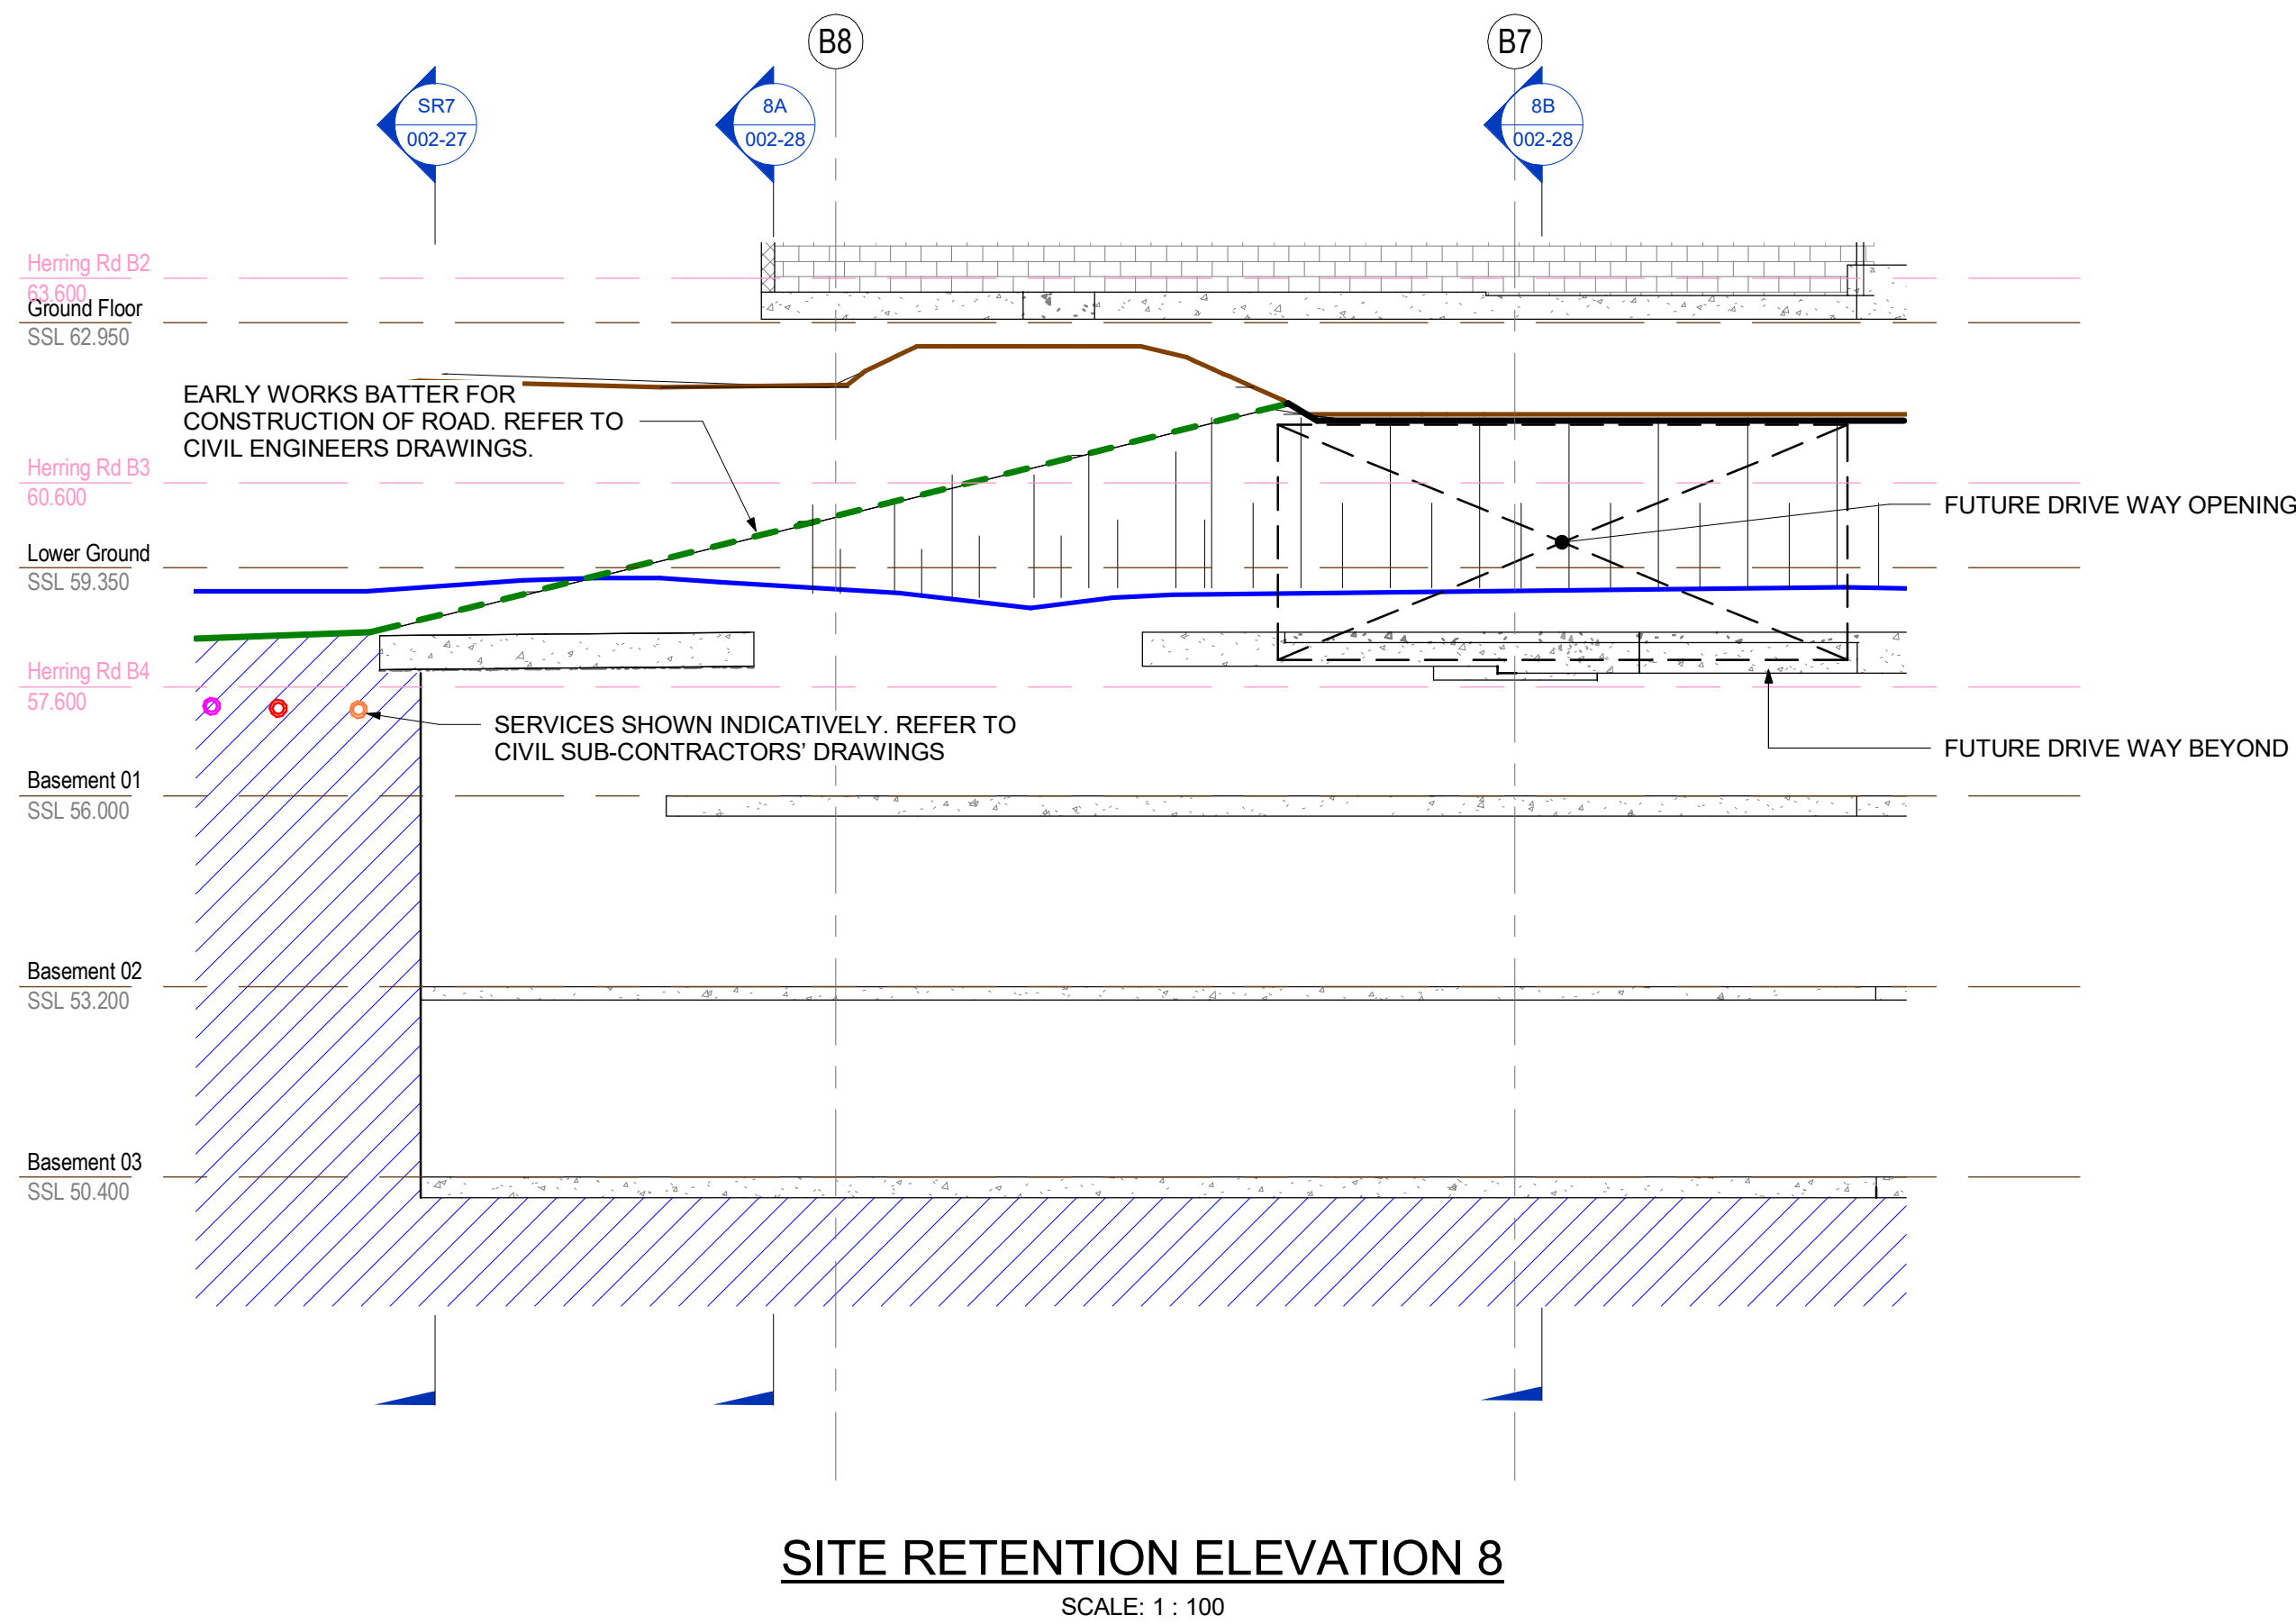 B8
B7
SR7
002-27
8A
002-28
8B
002-28
Herring Rd B2
63.600
Ground Floor
SSL 62.950
EARLY WORKS BATTER FOR
CONSTRUCTION OF ROAD. REFER TO
CIVIL ENGINEERS DRAWINGS.
Herring Rd B3
60.600
FUTURE DRIVE WAY OPENING
Lower Ground
SSL 59.350
Herring Rd B4
57.600
SERVICES SHOWN INDICATIVELY. REFER TO
CIVIL SUB-CONTRACTORS’ DRAWINGS
FUTURE DRIVE WAY BEYOND
Basement 01
SSL 56.000
Basement 02
SSL 53.200
Basement 03
SSL 50.400
SITE RETENTION ELEVATION 8
SCALE: 1 : 100